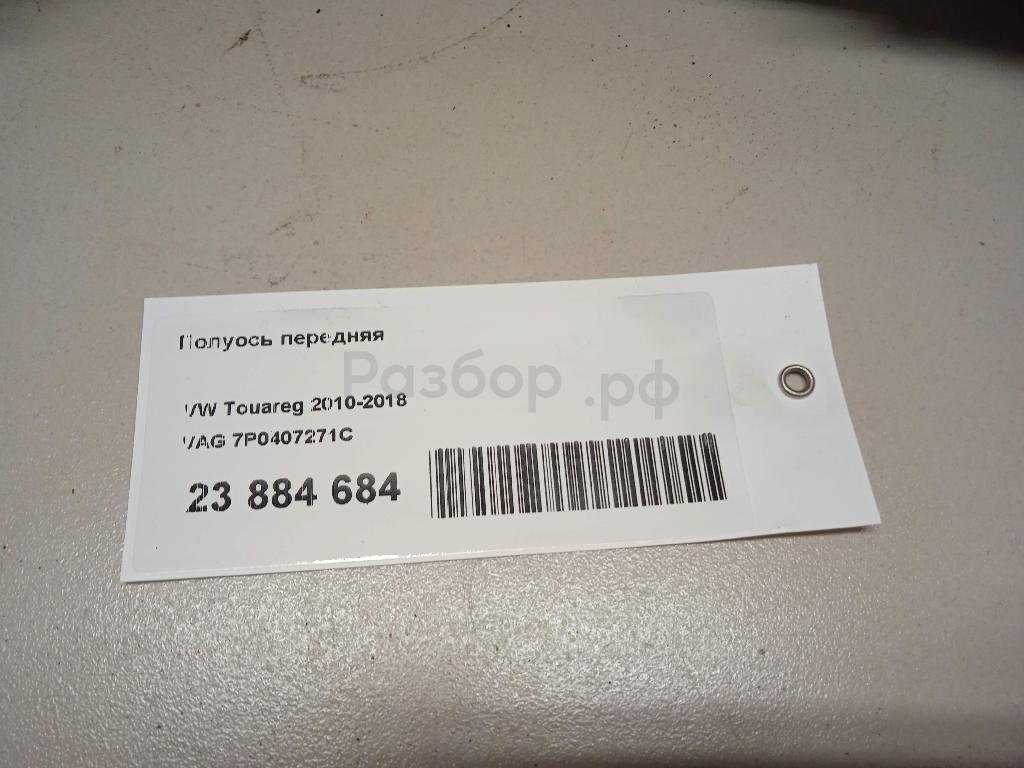 Полуось передняя
Разбор.рф
VW Touareg 2010-2018
VAG 7P0407271C
23 884 684